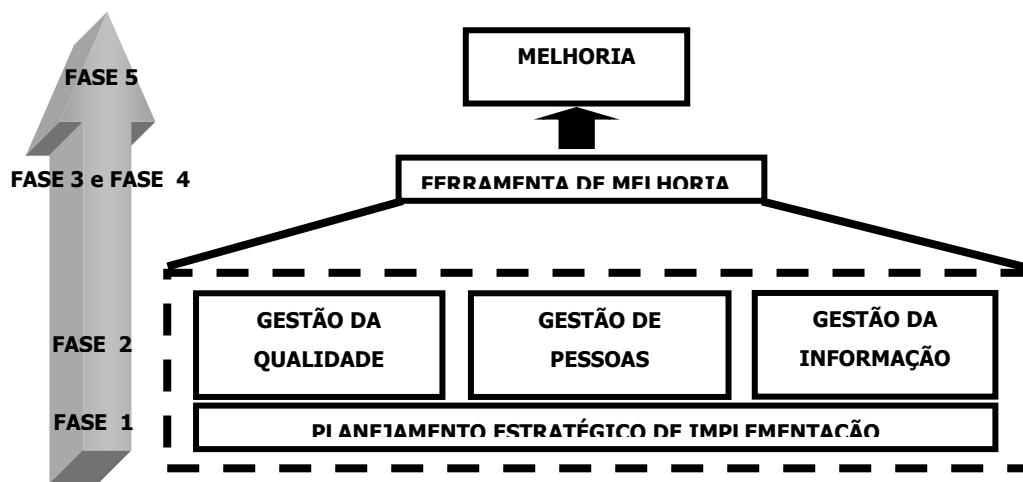 MELHORIA
FASE 5
FERRAMENTA DE MELHORIA
FASE 3 e FASE 4
GESTÃO DA
QUALIDADE
GESTÃO DE
PESSOAS
GESTÃO DA
INFORMAÇÃO
FASE 2
FASE 1
PLANEJAMENTO ESTRATÉGICO DE IMPLEMENTAÇÃO